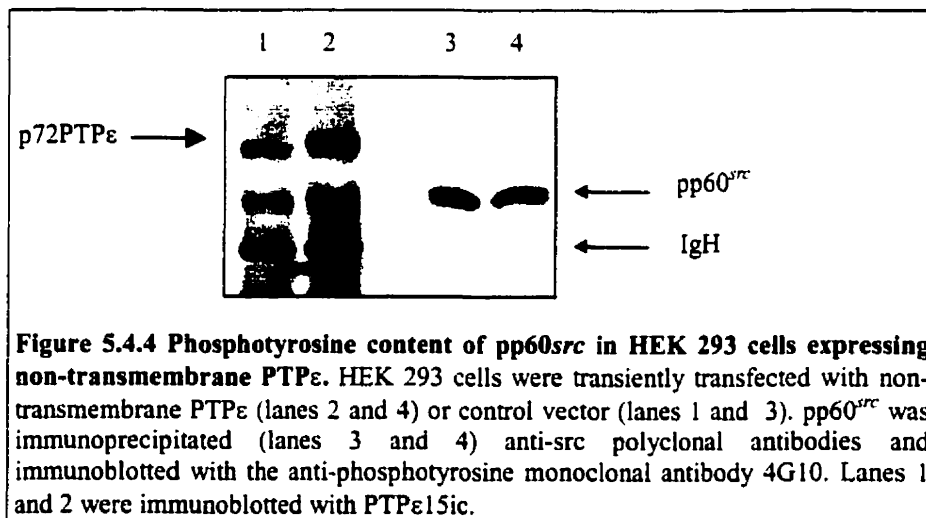 1 2 3 4
p72PTPε
pp60src
IgH
Figure 5.4.4 Phosphotyrosine content of pp60src in HEK 293 cells expressing
non-transmembrane PTPε. HEK 293 cells were transiently transfected with non-
transmembrane PTPε (lanes 2 and 4) or control vector (lanes 1 and 3). pp60src was
immunoprecipitated (lanes 3 and 4) anti-src polyclonal antibodies and
immunoblotted with the anti-phosphotyrosine monoclonal antibody 4G10. Lanes 1
and 2 were immunoblotted with PTPε15ic.